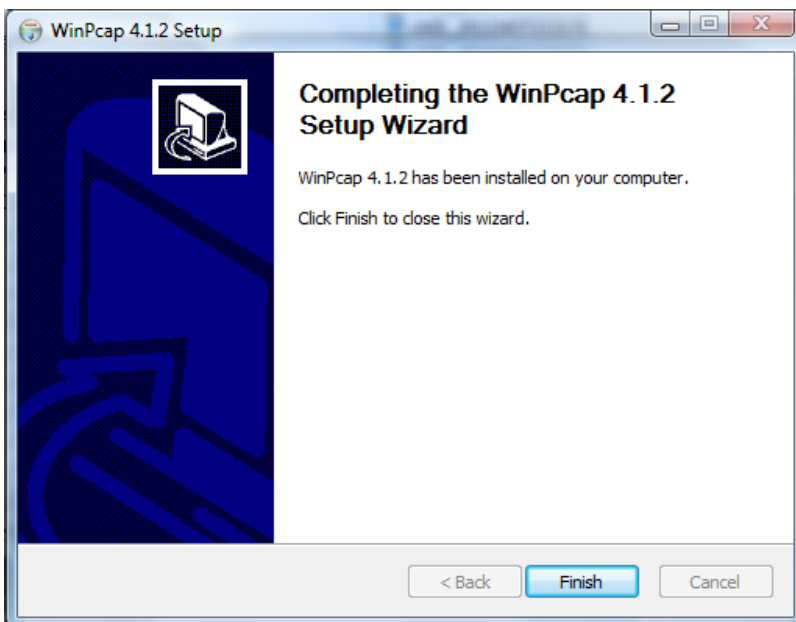 WinPcap 4.1.2 Setup
Completing the WinPcap 4.1.2
Setup Wizard
WinPcap 4.1.2 has been installed on your computer.
Click Finish to close this wizard.
< Back Finish Cancel